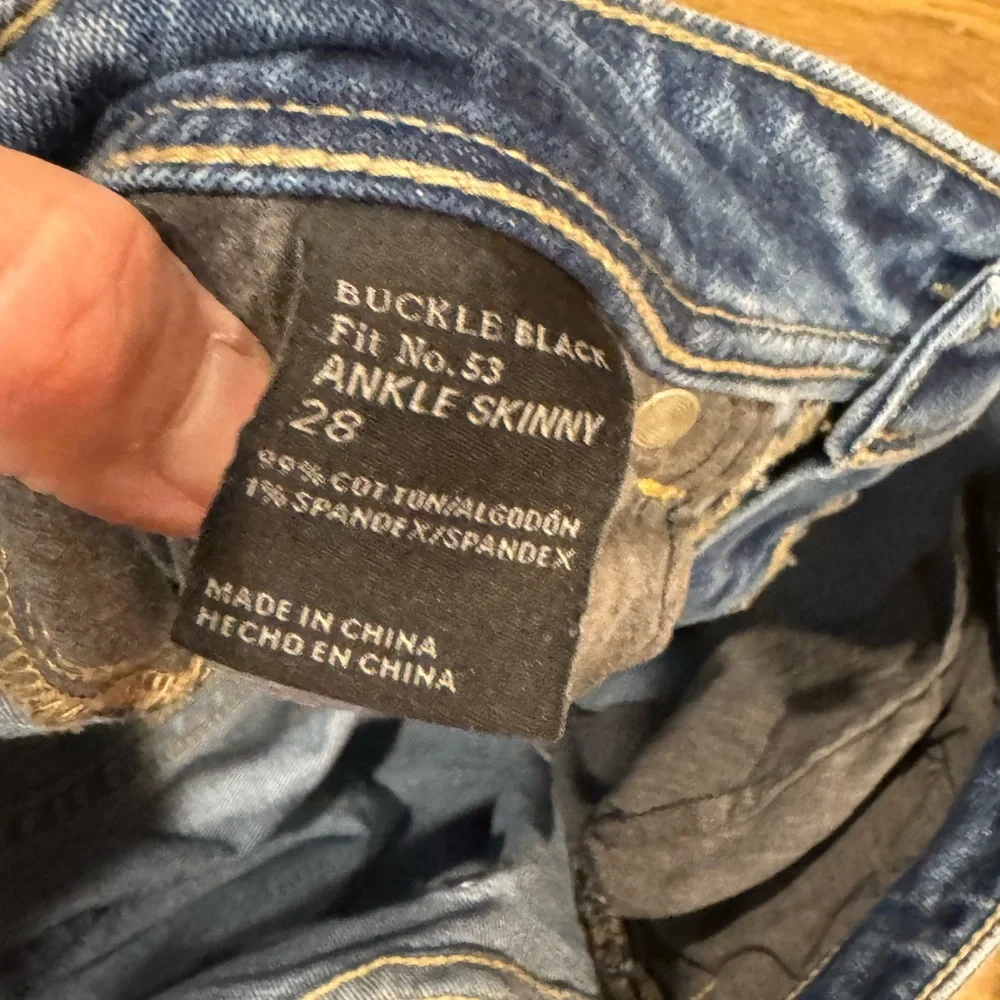 BUCKLE BLACK
Fit No. 53
ANKLE SKINNY
28
99% COTTON/ALGODÓN
1% SPANDEX/SPANDEX
MADE IN CHINA
HECHO EN CHINA